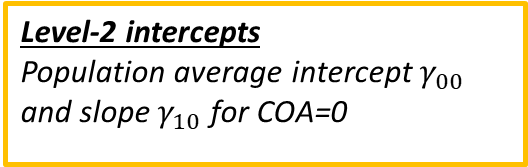 Level-2 intercepts
Population average intercept γ₀₀
and slope γ₁₀ for COA=0